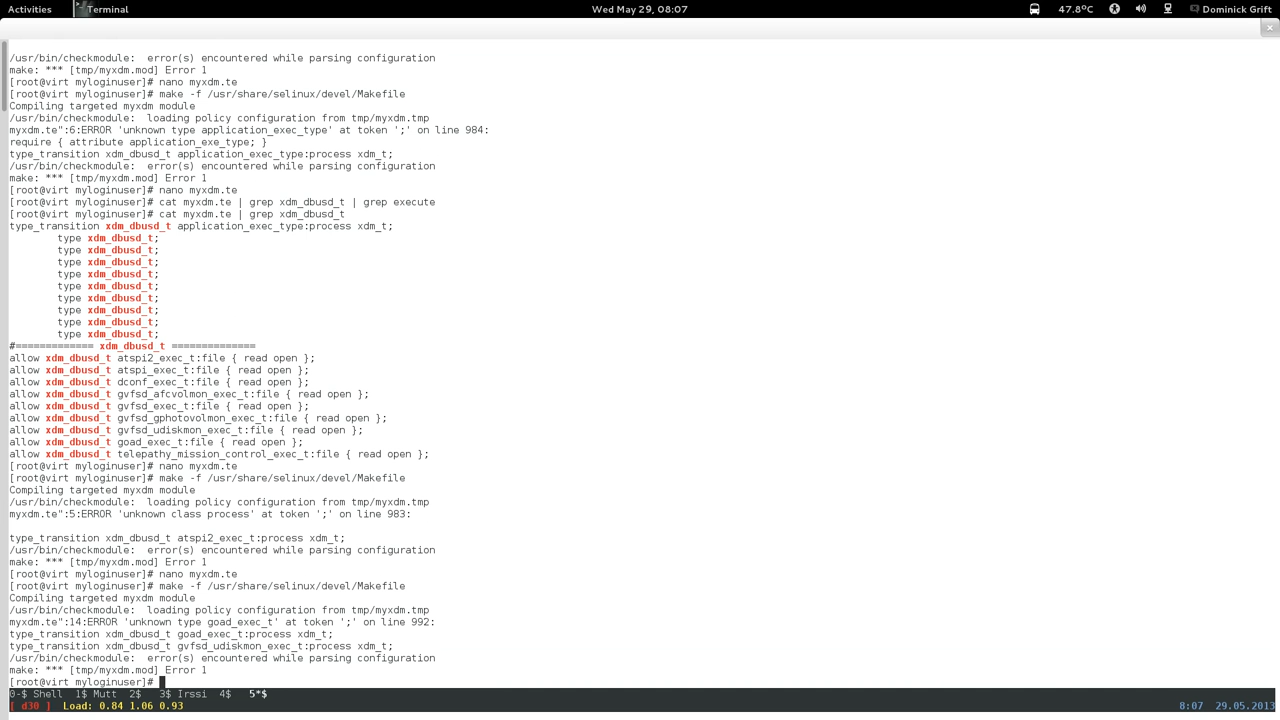 Activities Terminal Wed May 29, 08:07 47.8°C Dominick Grift
/usr/bin/checkmodule:  error(s) encountered while parsing configuration
make: *** [tmp/myxdm.mod] Error 1
[root@virt myloginuser]# nano myxdm.te
[root@virt myloginuser]# make -f /usr/share/selinux/devel/Makefile
Compiling targeted myxdm module
/usr/bin/checkmodule:  loading policy configuration from tmp/myxdm.tmp
myxdm.te":6:ERROR 'unknown type application_exec_type' at token ';' on line 984:
require { attribute application_exe_type; }
type_transition xdm_dbusd_t application_exec_type:process xdm_t;
/usr/bin/checkmodule:  error(s) encountered while parsing configuration
make: *** [tmp/myxdm.mod] Error 1
[root@virt myloginuser]# nano myxdm.te
[root@virt myloginuser]# cat myxdm.te | grep xdm_dbusd_t | grep execute
[root@virt myloginuser]# cat myxdm.te | grep xdm_dbusd_t
type_transition xdm_dbusd_t application_exec_type:process xdm_t;
type xdm_dbusd_t;
type xdm_dbusd_t;
type xdm_dbusd_t;
type xdm_dbusd_t;
type xdm_dbusd_t;
type xdm_dbusd_t;
type xdm_dbusd_t;
type xdm_dbusd_t;
type xdm_dbusd_t;
#============= xdm_dbusd_t ==============
allow xdm_dbusd_t atspi2_exec_t:file { read open };
allow xdm_dbusd_t atspi_exec_t:file { read open };
allow xdm_dbusd_t dconf_exec_t:file { read open };
allow xdm_dbusd_t gvfsd_afcvolmon_exec_t:file { read open };
allow xdm_dbusd_t gvfsd_exec_t:file { read open };
allow xdm_dbusd_t gvfsd_gphotovolmon_exec_t:file { read open };
allow xdm_dbusd_t gvfsd_udiskmon_exec_t:file { read open };
allow xdm_dbusd_t goad_exec_t:file { read open };
allow xdm_dbusd_t telepathy_mission_control_exec_t:file { read open };
[root@virt myloginuser]# nano myxdm.te
[root@virt myloginuser]# make -f /usr/share/selinux/devel/Makefile
Compiling targeted myxdm module
/usr/bin/checkmodule:  loading policy configuration from tmp/myxdm.tmp
myxdm.te":5:ERROR 'unknown class process' at token ';' on line 983:
type_transition xdm_dbusd_t atspi2_exec_t:process xdm_t;
/usr/bin/checkmodule:  error(s) encountered while parsing configuration
make: *** [tmp/myxdm.mod] Error 1
[root@virt myloginuser]# nano myxdm.te
[root@virt myloginuser]# make -f /usr/share/selinux/devel/Makefile
Compiling targeted myxdm module
/usr/bin/checkmodule:  loading policy configuration from tmp/myxdm.tmp
myxdm.te":14:ERROR 'unknown type goad_exec_t' at token ';' on line 992:
type_transition xdm_dbusd_t goad_exec_t:process xdm_t;
type_transition xdm_dbusd_t gvfsd_udiskmon_exec_t:process xdm_t;
/usr/bin/checkmodule:  error(s) encountered while parsing configuration
make: *** [tmp/myxdm.mod] Error 1
[root@virt myloginuser]#
0-$ Shell  1$ Mutt  2$   3$ Irssi  4$   5*$
[ d30 ]  Load: 0.84 1.06 0.93 8:07 29.05.2013